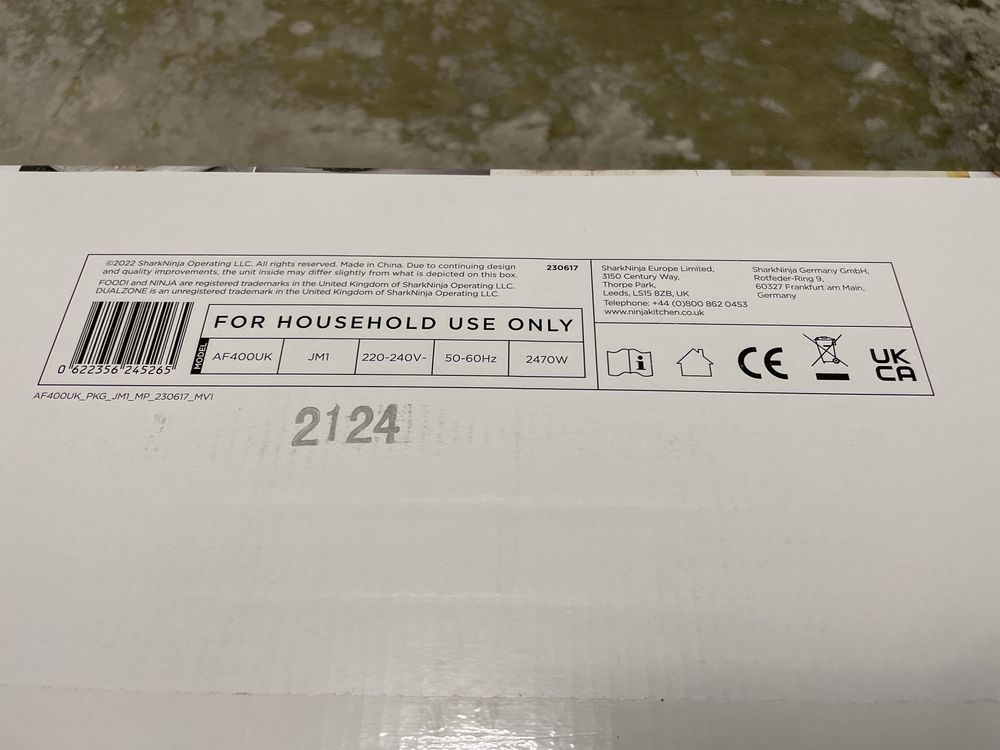 ©2022 SharkNinja Operating LLC. All rights reserved. Made in China. Due to continuing design
and quality improvements, the unit inside may differ slightly from what is depicted on this box.
230617
FOODI and NINJA are registered trademarks in the United Kingdom of SharkNinja Operating LLC.
DUALZONE is an unregistered trademark in the United Kingdom of SharkNinja Operating LLC.
0 622356 245265
FOR HOUSEHOLD USE ONLY
MODEL
AF400UK
JM1
220-240V~
50-60Hz
2470W
SharkNinja Europe Limited,
3150 Century Way,
Thorpe Park,
Leeds, LS15 8ZB, UK
Telephone: +44 (0)800 862 0453
www.ninjakitchen.co.uk
SharkNinja Germany GmbH,
Rotfeder-Ring 9,
60327 Frankfurt am Main,
Germany
i
CE
UK
CA
AF400UK_PKG_JM1_MP_230617_MV1
2124